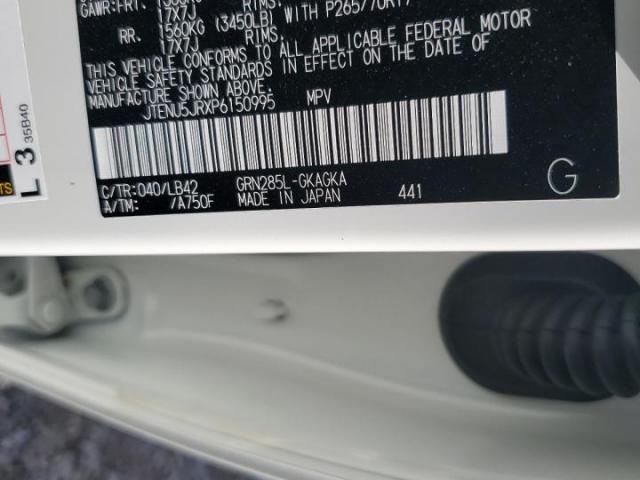 GAWR:FRT. RIMS,
17X7J WITH P265/70R17
RR. 1560KG (3450LB)
17X7J RIMS,
THIS VEHICLE CONFORMS TO ALL APPLICABLE FEDERAL MOTOR
VEHICLE SAFETY STANDARDS IN EFFECT ON THE DATE OF
MANUFACTURE SHOWN ABOVE.
JTENU5JRXP6150995 MPV
C/TR:040/LB42 GRN285L-GKAGKA
A/TM: /A750F MADE IN JAPAN 441 G
L 3 35B40